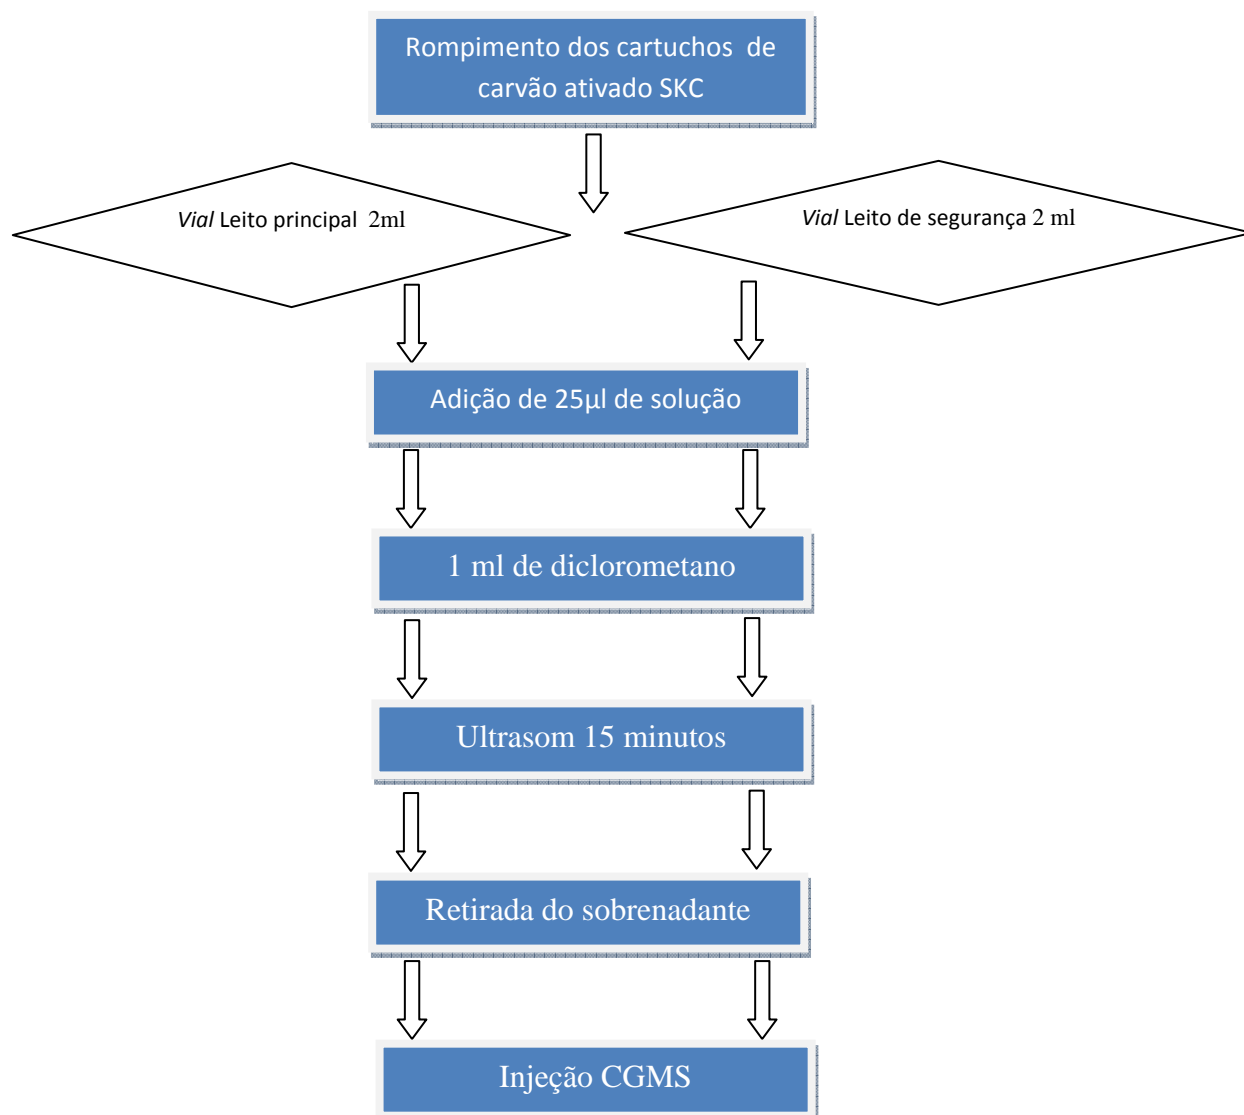 Rompimento dos cartuchos de
carvão ativado SKC
Vial Leito principal 2ml
Vial Leito de segurança 2 ml
Adição de 25µl de solução
1 ml de diclorometano
Ultrasom 15 minutos
Retirada do sobrenadante
Injeção CGMS